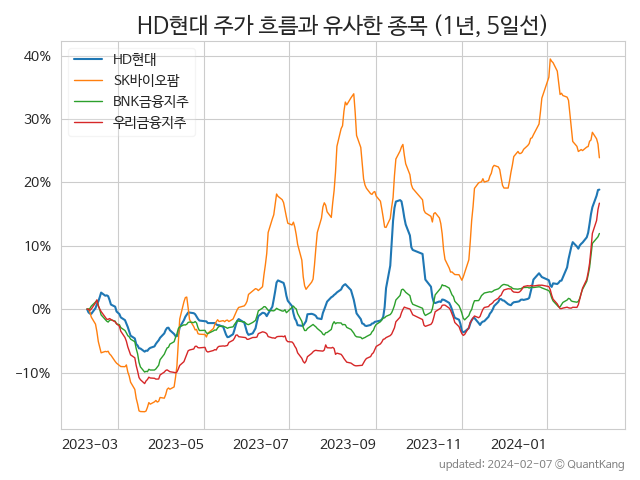 HD현대 주가 흐름과 유사한 종목 (1년, 5일선)
HD현대
SK바이오팜
BNK금융지주
우리금융지주
40%
30%
20%
10%
0%
−10%
2023-03
2023-05
2023-07
2023-09
2023-11
2024-01
updated: 2024-02-07 © QuantKang